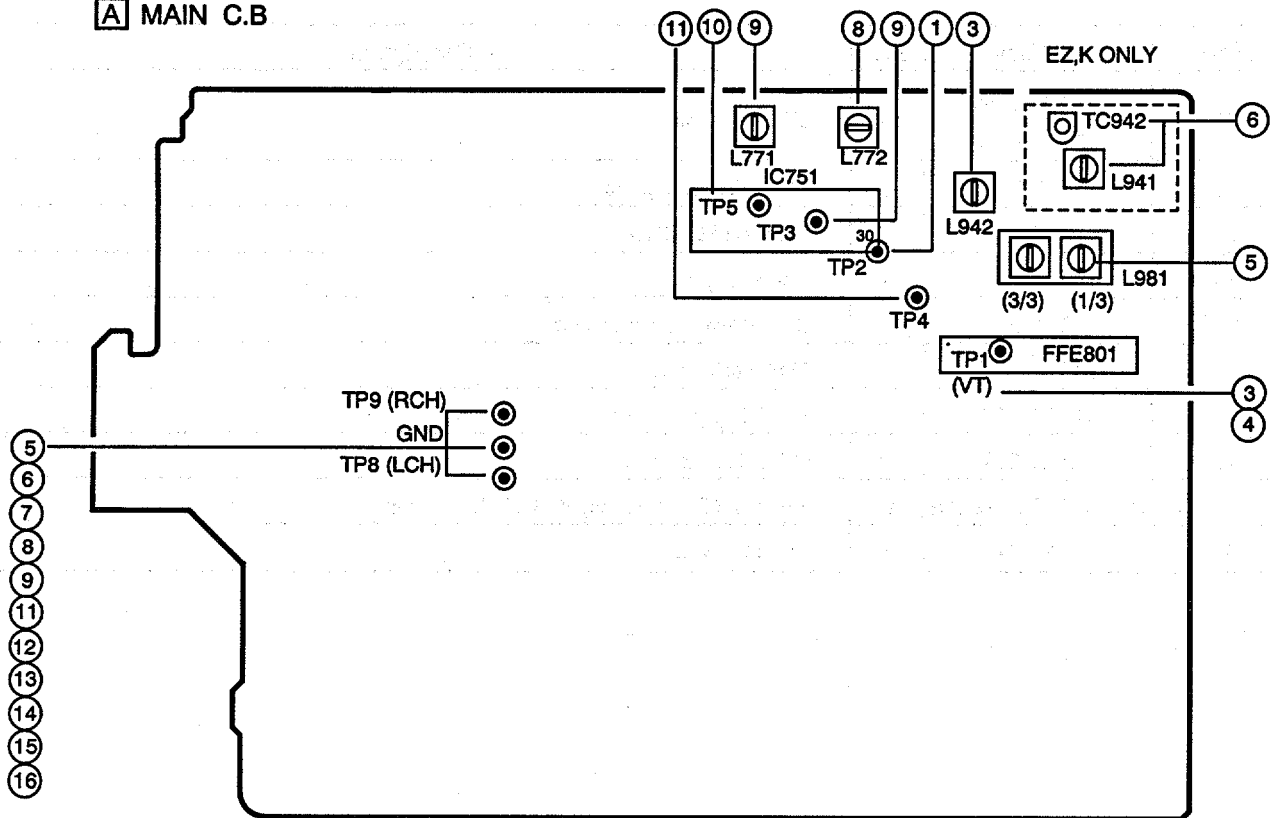 A MAIN C.B
11 10 9 8 9 1 3
EZ,K ONLY
TC942
6
L771
L772
L941
IC751
TP5
TP3
L942
30
TP2
L981
5
(3/3) (1/3)
TP4
TP1 FFE801
(VT)
3
4
TP9 (RCH)
GND
TP8 (LCH)
5
6
7
8
9
11
12
13
14
15
16